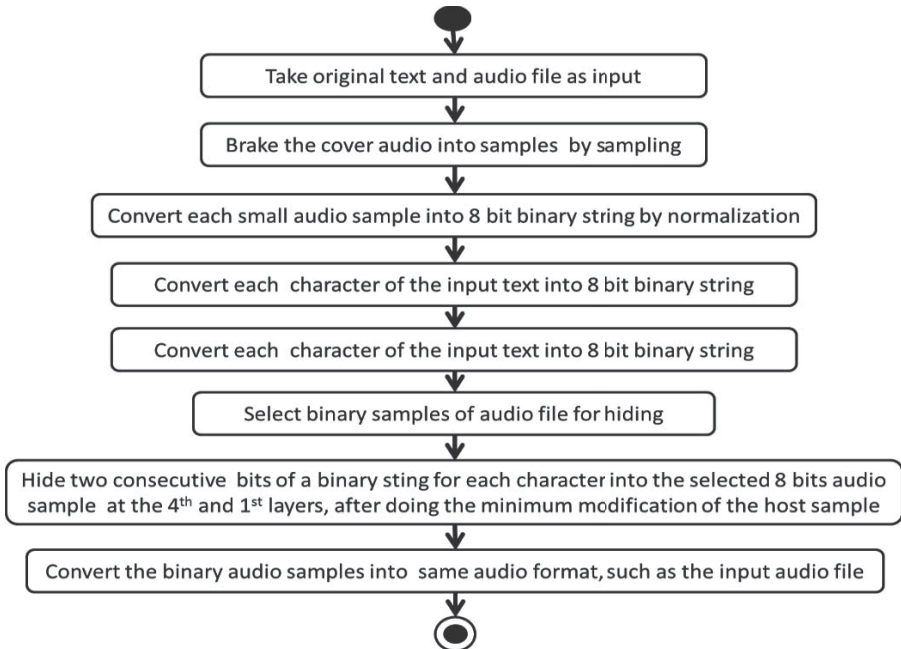 Take original text and audio file as input
Brake the cover audio into samples by sampling
Convert each small audio sample into 8 bit binary string by normalization
Convert each character of the input text into 8 bit binary string
Convert each character of the input text into 8 bit binary string
Select binary samples of audio file for hiding
Hide two consecutive bits of a binary sting for each character into the selected 8 bits audio
sample at the 4th and 1st layers, after doing the minimum modification of the host sample
Convert the binary audio samples into same audio format, such as the input audio file